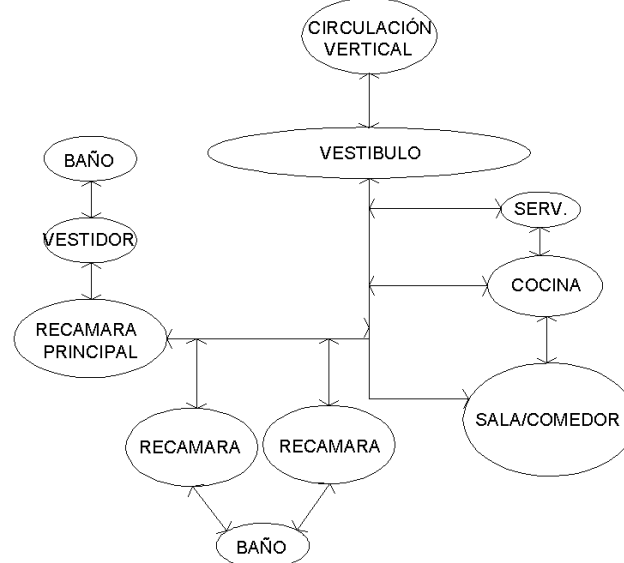 CIRCULACIÓN
VERTICAL
VESTIBULO
BAÑO
SERV.
VESTIDOR
COCINA
RECAMARA
PRINCIPAL
SALA/COMEDOR
RECAMARA
RECAMARA
BAÑO